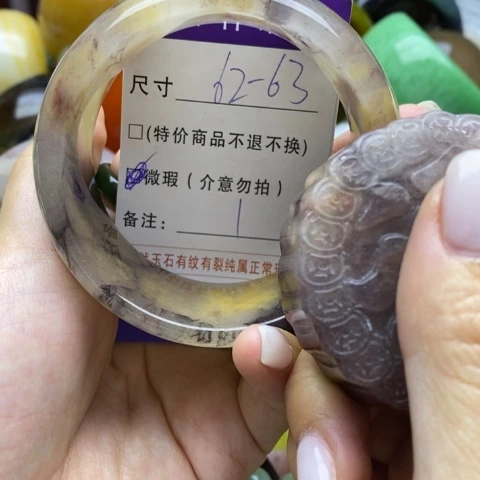 尺寸 62-63
□(特价商品不退不换)
微瑕(介意勿拍)
备注: 1
玉石有纹有裂纯属正常